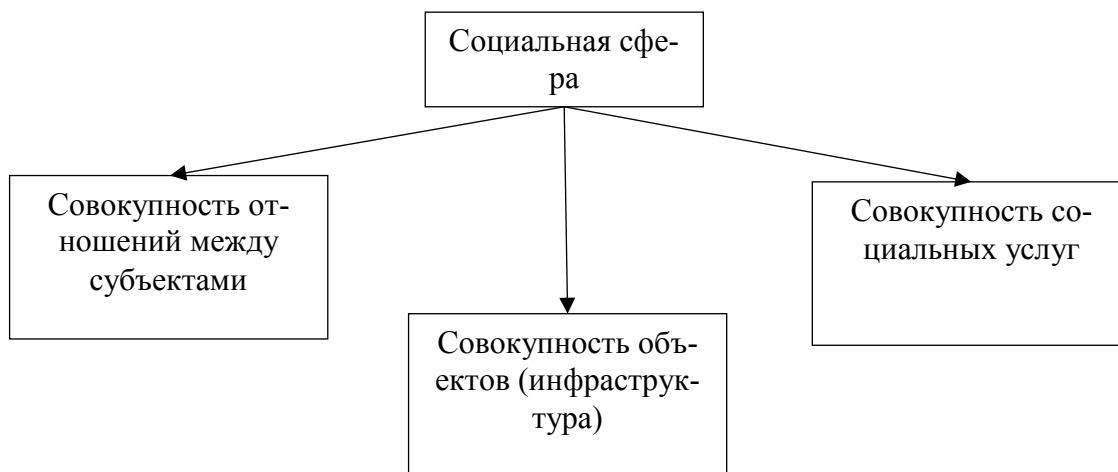 Социальная сфе-
ра
Совокупность от-
ношений между
субъектами
Совокупность объ-
ектов (инфраструк-
тура)
Совокупность со-
циальных услуг